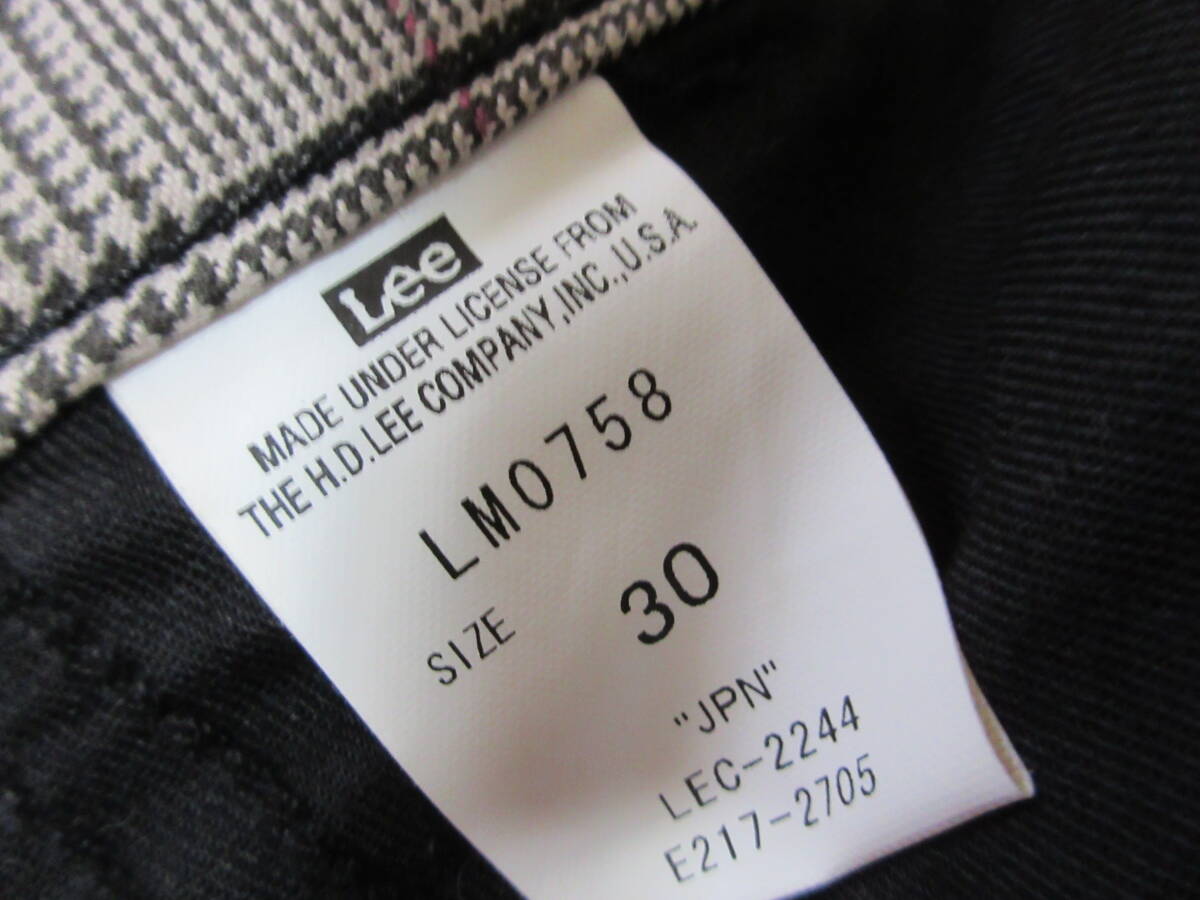 Lee
MADE UNDER LICENSE FROM
THE H.D.LEE COMPANY,INC.,U.S.A.
LM0758
SIZE 30
"JPN"
LEC-2244
E217-2705